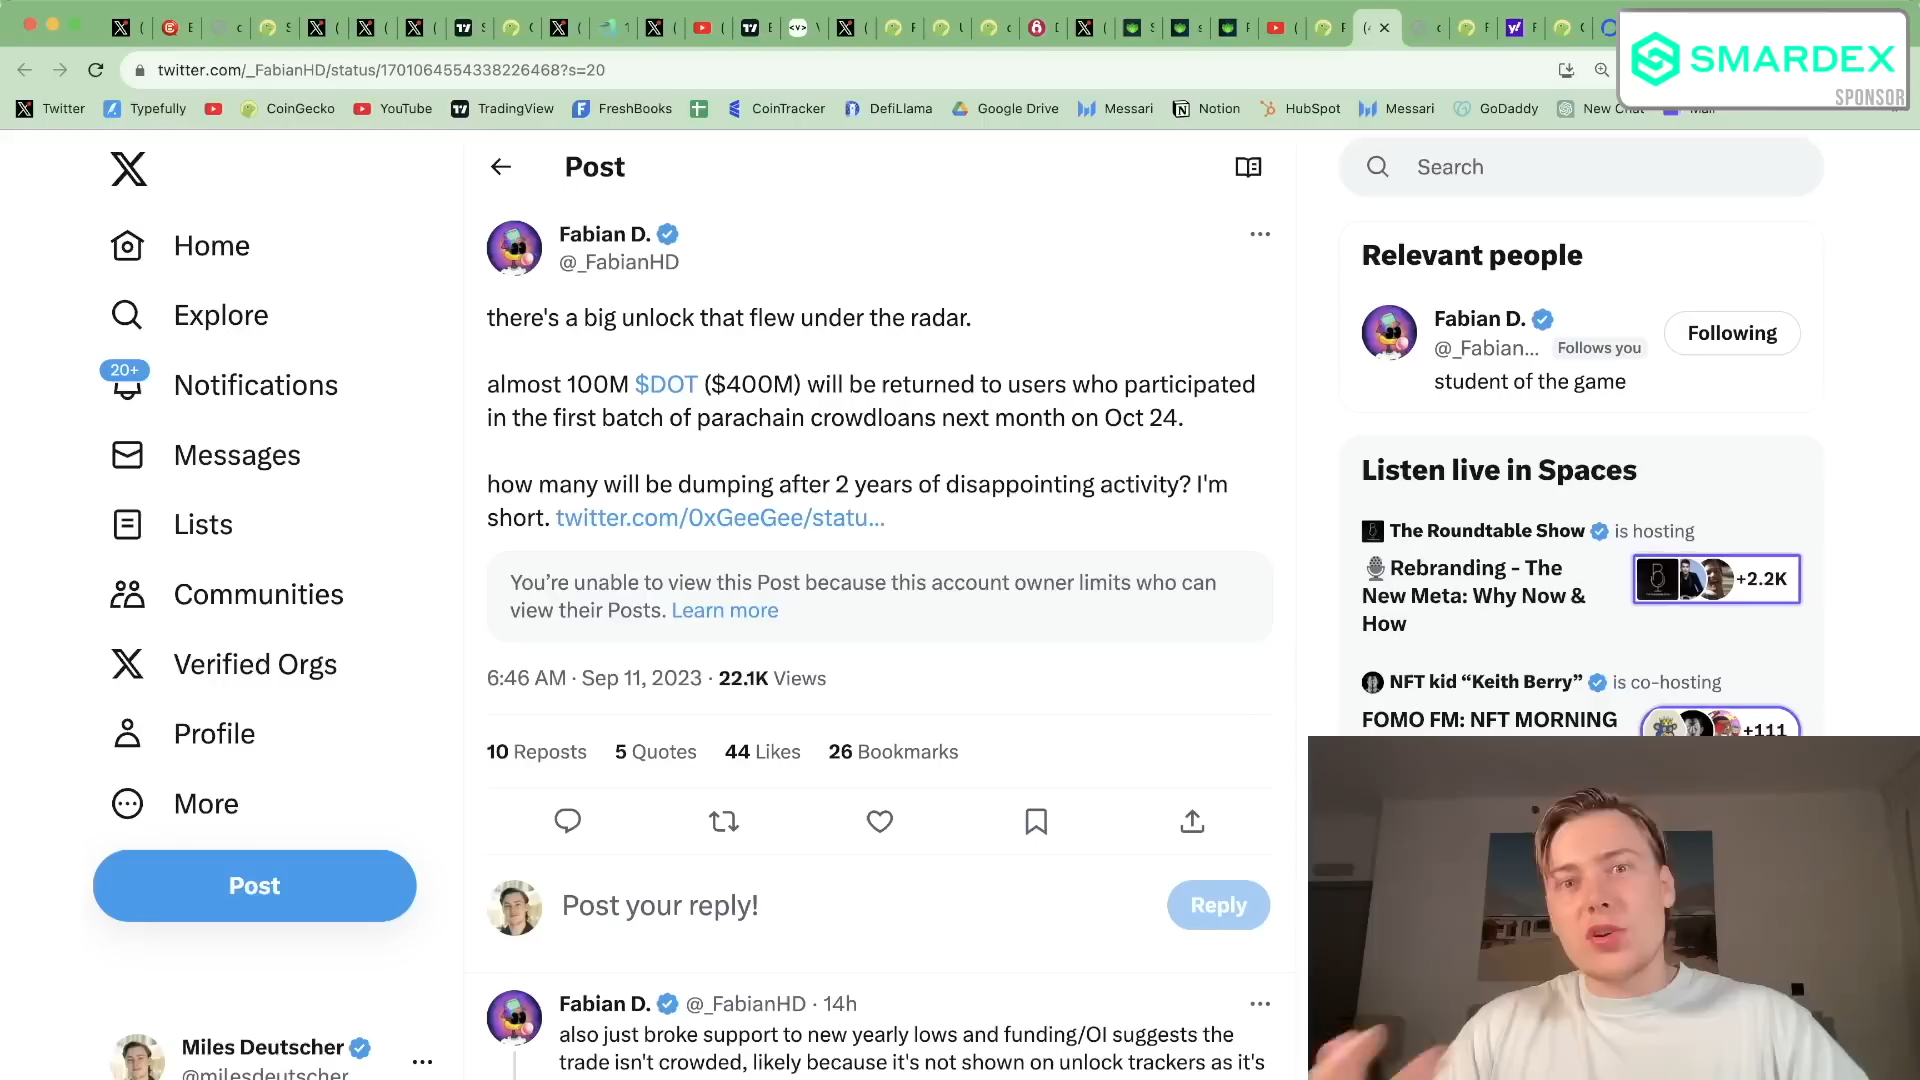 twitter.com/_FabianHD/status/1701064554338226468?s=20
SMARDEX
SPONSOR
Twitter
Typefully
CoinGecko
YouTube
TradingView
FreshBooks
CoinTracker
DefiLlama
Google Drive
Messari
Notion
HubSpot
Messari
GoDaddy
Home
Explore
20+
Notifications
Messages
Lists
Communities
Verified Orgs
Profile
More
Post
Miles Deutscher
@milesdeutscher
Post
Fabian D.
@_FabianHD
there's a big unlock that flew under the radar.
almost 100M $DOT ($400M) will be returned to users who participated
in the first batch of parachain crowdloans next month on Oct 24.
how many will be dumping after 2 years of disappointing activity? I'm
short. twitter.com/0xGeeGee/statu...
You're unable to view this Post because this account owner limits who can
view their Posts. Learn more
6:46 AM · Sep 11, 2023 · 22.1K Views
10 Reposts 5 Quotes 44 Likes 26 Bookmarks
Post your reply!
Reply
Fabian D. @_FabianHD · 14h
also just broke support to new yearly lows and funding/OI suggests the
trade isn't crowded, likely because it's not shown on unlock trackers as it's
Search
Relevant people
Fabian D.
@_Fabian... Follows you
Following
student of the game
Listen live in Spaces
The Roundtable Show is hosting
Rebranding - The
New Meta: Why Now &
How
+2.2K
NFT kid “Keith Berry” is co-hosting
FOMO FM: NFT MORNING
+111